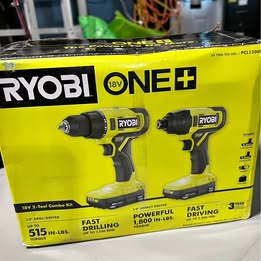 PCL1200
RYOBI 18V ONE+
RYOBI
RYOBI
18V 2-Tool Combo Kit
1/2" DRILL/DRIVER
UP TO
515 IN-LBS.
TORQUE
FAST
DRILLING
1/4" IMPACT DRIVER
POWERFUL
1,800 IN-LBS.
TORQUE
FAST
DRIVING
3 YEAR